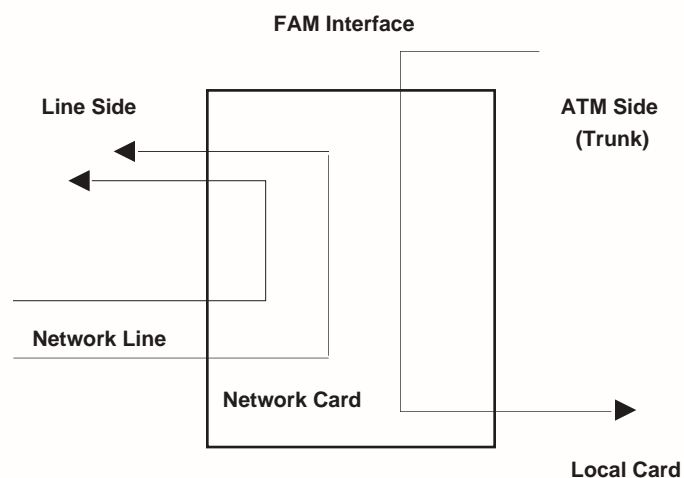 FAM Interface
Line Side
ATM Side
(Trunk)
Network Line
Network Card
Local Card